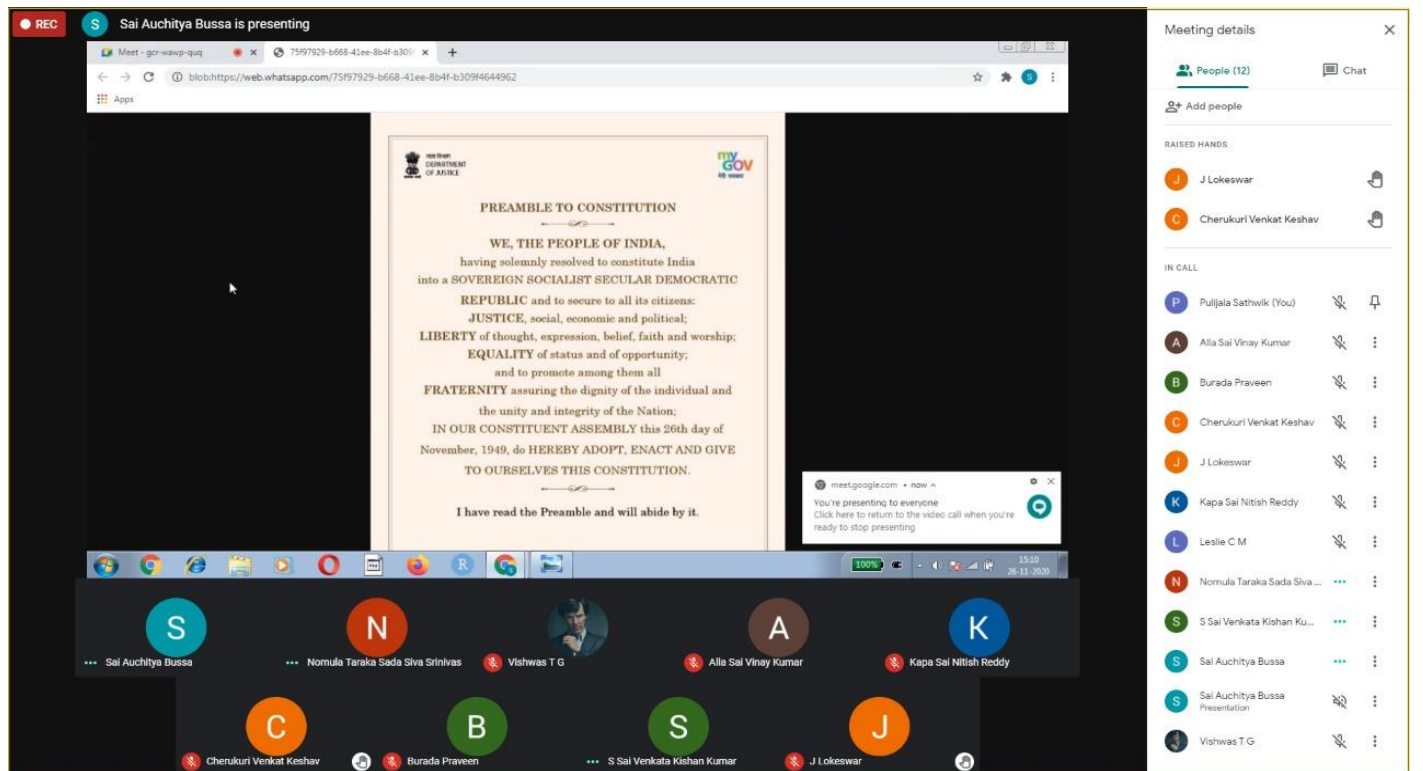 REC
S Sai Auchitya Bussa is presenting
Meet - gcr-wawp-quq
75f97929-b668-41ee-8b4f-b309
blob:https://web.whatsapp.com/75f97929-b668-41ee-8b4f-b309f4644962
S
Apps
न्याय विभाग
DEPARTMENT
OF JUSTICE
my
GOV
मेरी सरकार
PREAMBLE TO CONSTITUTION
WE, THE PEOPLE OF INDIA,
having solemnly resolved to constitute India
into a SOVEREIGN SOCIALIST SECULAR DEMOCRATIC
REPUBLIC and to secure to all its citizens:
JUSTICE, social, economic and political;
LIBERTY of thought, expression, belief, faith and worship;
EQUALITY of status and of opportunity;
and to promote among them all
FRATERNITY assuring the dignity of the individual and
the unity and integrity of the Nation;
IN OUR CONSTITUENT ASSEMBLY this 26th day of
November, 1949, do HEREBY ADOPT, ENACT AND GIVE
TO OURSELVES THIS CONSTITUTION.
I have read the Preamble and will abide by it.
meet.google.com • now
You're presenting to everyone
Click here to return to the video call when you're
ready to stop presenting
R
100%
15:10
26-11-2020
S
Sai Auchitya Bussa
N
Nomula Taraka Sada Siva Srinivas
Vishwas T G
A
Alla Sai Vinay Kumar
K
Kapa Sai Nitish Reddy
C
Cherukuri Venkat Keshav
B
Burada Praveen
S
S Sai Venkata Kishan Kumar
J
J Lokeswar
Meeting details
People (12)
Chat
Add people
RAISED HANDS
J J Lokeswar
C Cherukuri Venkat Keshav
IN CALL
P Pulijala Sathwik (You)
A Alla Sai Vinay Kumar
B Burada Praveen
C Cherukuri Venkat Keshav
J J Lokeswar
K Kapa Sai Nitish Reddy
L Leslie C M
N Nomula Taraka Sada Siva ...
S S Sai Venkata Kishan Ku...
S Sai Auchitya Bussa
S Sai Auchitya Bussa
Presentation
Vishwas T G